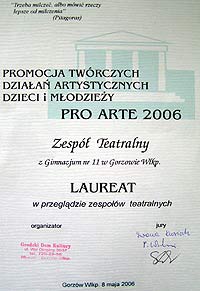 "Trzeba milczeć, albo mówić rzeczy
lepsze od milczenia"
(Pitagoras)
PROMOCJA TWÓRCZYCH
DZIAŁAŃ ARTYSTYCZNYCH
DZIECI i MŁODZIEŻY
PRO ARTE 2006
Zespół Teatralny
z Gimnazjum nr 11 w Gorzowie Wlkp.
LAUREAT
w przeglądzie zespołów teatralnych
organizator
jury
Grodzki Dom Kultury
Gorzów Wlkp. 8 maja 2006